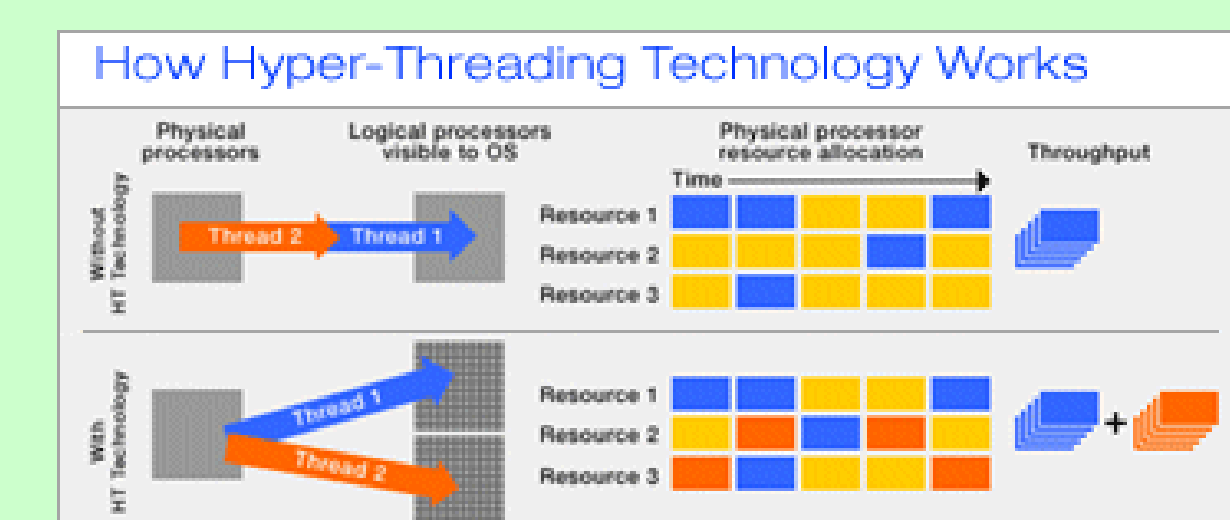 How Hyper-Threading Technology Works
Physical
processors
Logical processors
visible to OS
Physical processor
resource allocation
Throughput
Time
Without
HT Technology
Thread 2
Thread 1
Resource 1
Resource 2
Resource 3
With
HT Technology
Thread 1
Thread 2
Resource 1
Resource 2
Resource 3
+